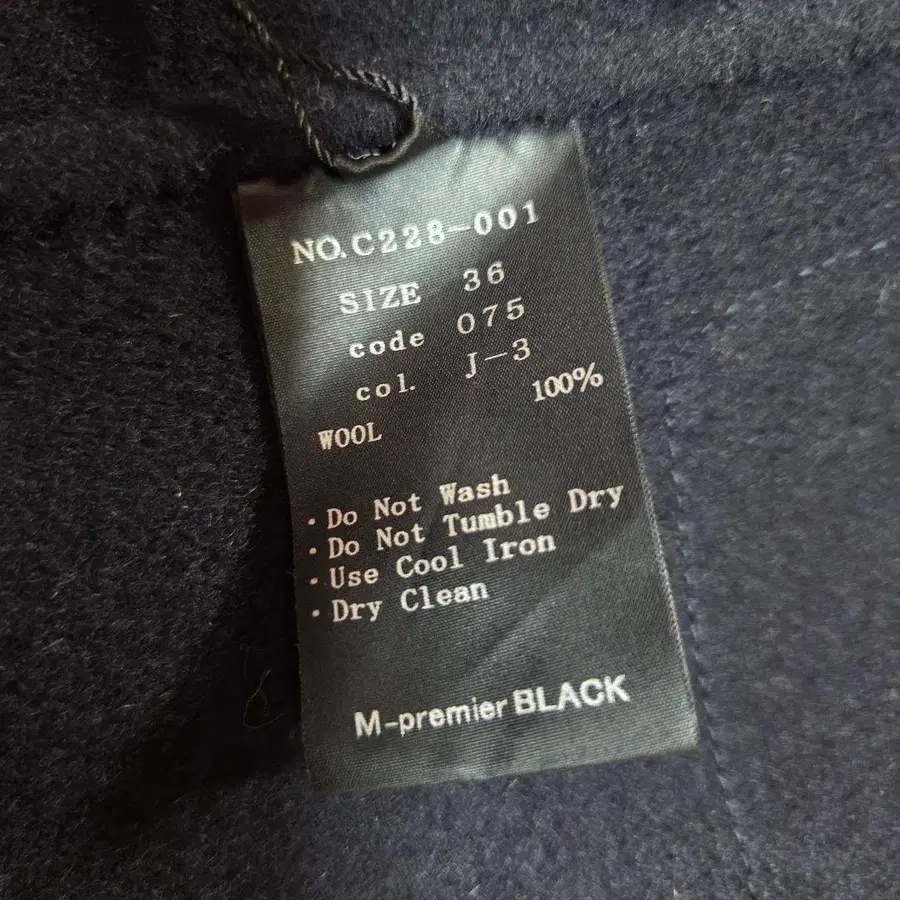 NO.C228-001
SIZE 36
code 075
col. J-3
WOOL 100%
· Do Not Wash
· Do Not Tumble Dry
· Use Cool Iron
· Dry Clean
M-premier BLACK